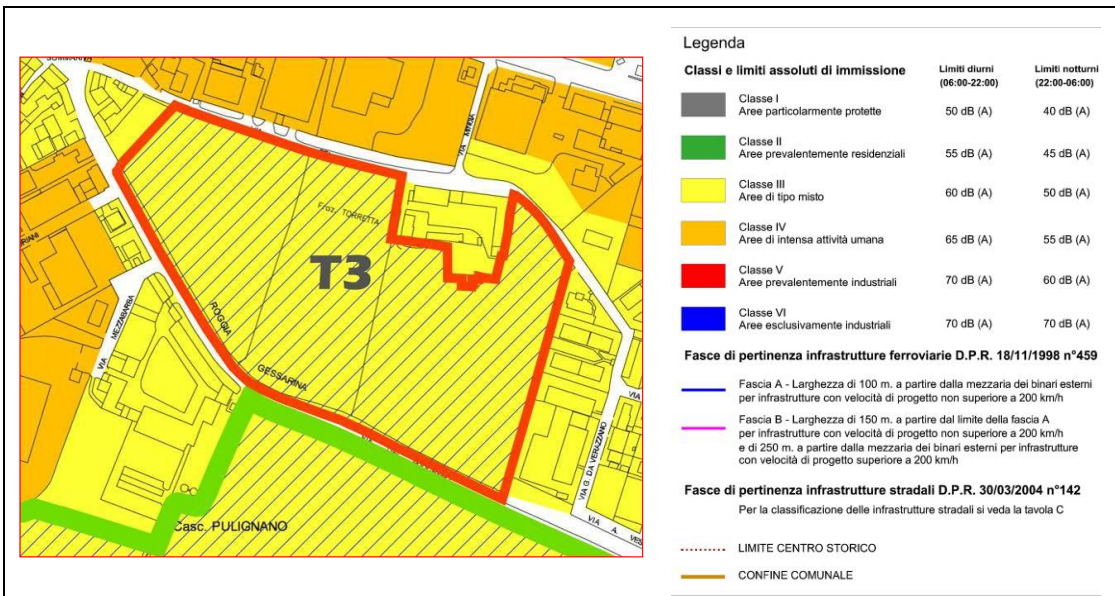 SOMMARIVA
VIA MINGIA
Fraz. TORRETTA
T3
RIANI
VIA MEZZABARBA
ROGGIA
GESSARINA
VIA
VIA G. DA VERAZZANO
VIA A. VES
Casc. PULIGNANO
Legenda
Classi e limiti assoluti di immissione
Limiti diurni
(06:00-22:00)
Limiti notturni
(22:00-06:00)
Classe I
Aree particolarmente protette
50 dB (A)
40 dB (A)
Classe II
Aree prevalentemente residenziali
55 dB (A)
45 dB (A)
Classe III
Aree di tipo misto
60 dB (A)
50 dB (A)
Classe IV
Aree di intensa attività umana
65 dB (A)
55 dB (A)
Classe V
Aree prevalentemente industriali
70 dB (A)
60 dB (A)
Classe VI
Aree esclusivamente industriali
70 dB (A)
70 dB (A)
Fasce di pertinenza infrastrutture ferroviarie D.P.R. 18/11/1998 n°459
Fascia A - Larghezza di 100 m. a partire dalla mezzaria dei binari esterni
per infrastrutture con velocità di progetto non superiore a 200 km/h
Fascia B - Larghezza di 150 m. a partire dal limite della fascia A
per infrastrutture con velocità di progetto non superiore a 200 km/h
e di 250 m. a partire dalla mezzaria dei binari esterni per infrastrutture
con velocità di progetto superiore a 200 km/h
Fasce di pertinenza infrastrutture stradali D.P.R. 30/03/2004 n°142
Per la classificazione delle infrastrutture stradali si veda la tavola C
LIMITE CENTRO STORICO
CONFINE COMUNALE